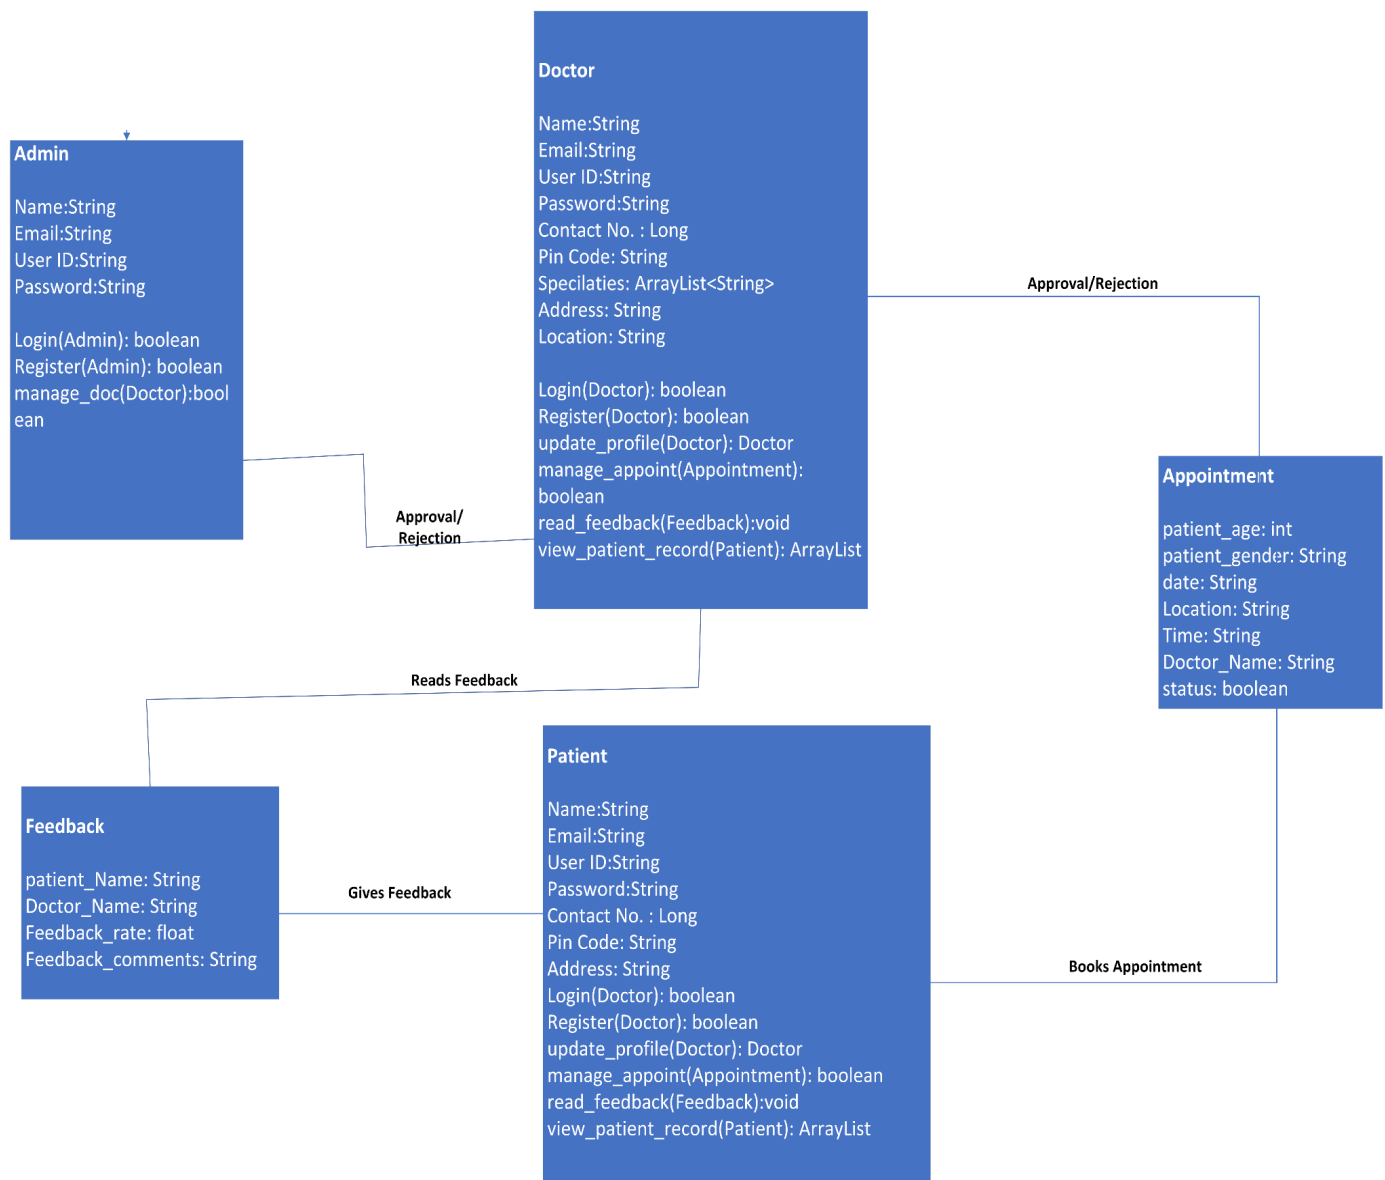 Doctor
Name:String
Email:String
User ID:String
Password:String
Contact No. : Long
Pin Code: String
Specilaties: ArrayList<String>
Address: String
Location: String
Login(Doctor): boolean
Register(Doctor): boolean
update_profile(Doctor): Doctor
manage_appoint(Appointment):
boolean
read_feedback(Feedback):void
view_patient_record(Patient): ArrayList
Admin
Name:String
Email:String
User ID:String
Password:String
Login(Admin): boolean
Register(Admin): boolean
manage_doc(Doctor):bool
ean
Approval/Rejection
Approval/
Rejection
Appointment
patient_age: int
patient_gender: String
date: String
Location: String
Time: String
Doctor_Name: String
status: boolean
Reads Feedback
Feedback
patient_Name: String
Doctor_Name: String
Feedback_rate: float
Feedback_comments: String
Gives Feedback
Patient
Name:String
Email:String
User ID:String
Password:String
Contact No. : Long
Pin Code: String
Address: String
Login(Doctor): boolean
Register(Doctor): boolean
update_profile(Doctor): Doctor
manage_appoint(Appointment): boolean
read_feedback(Feedback):void
view_patient_record(Patient): ArrayList
Books Appointment